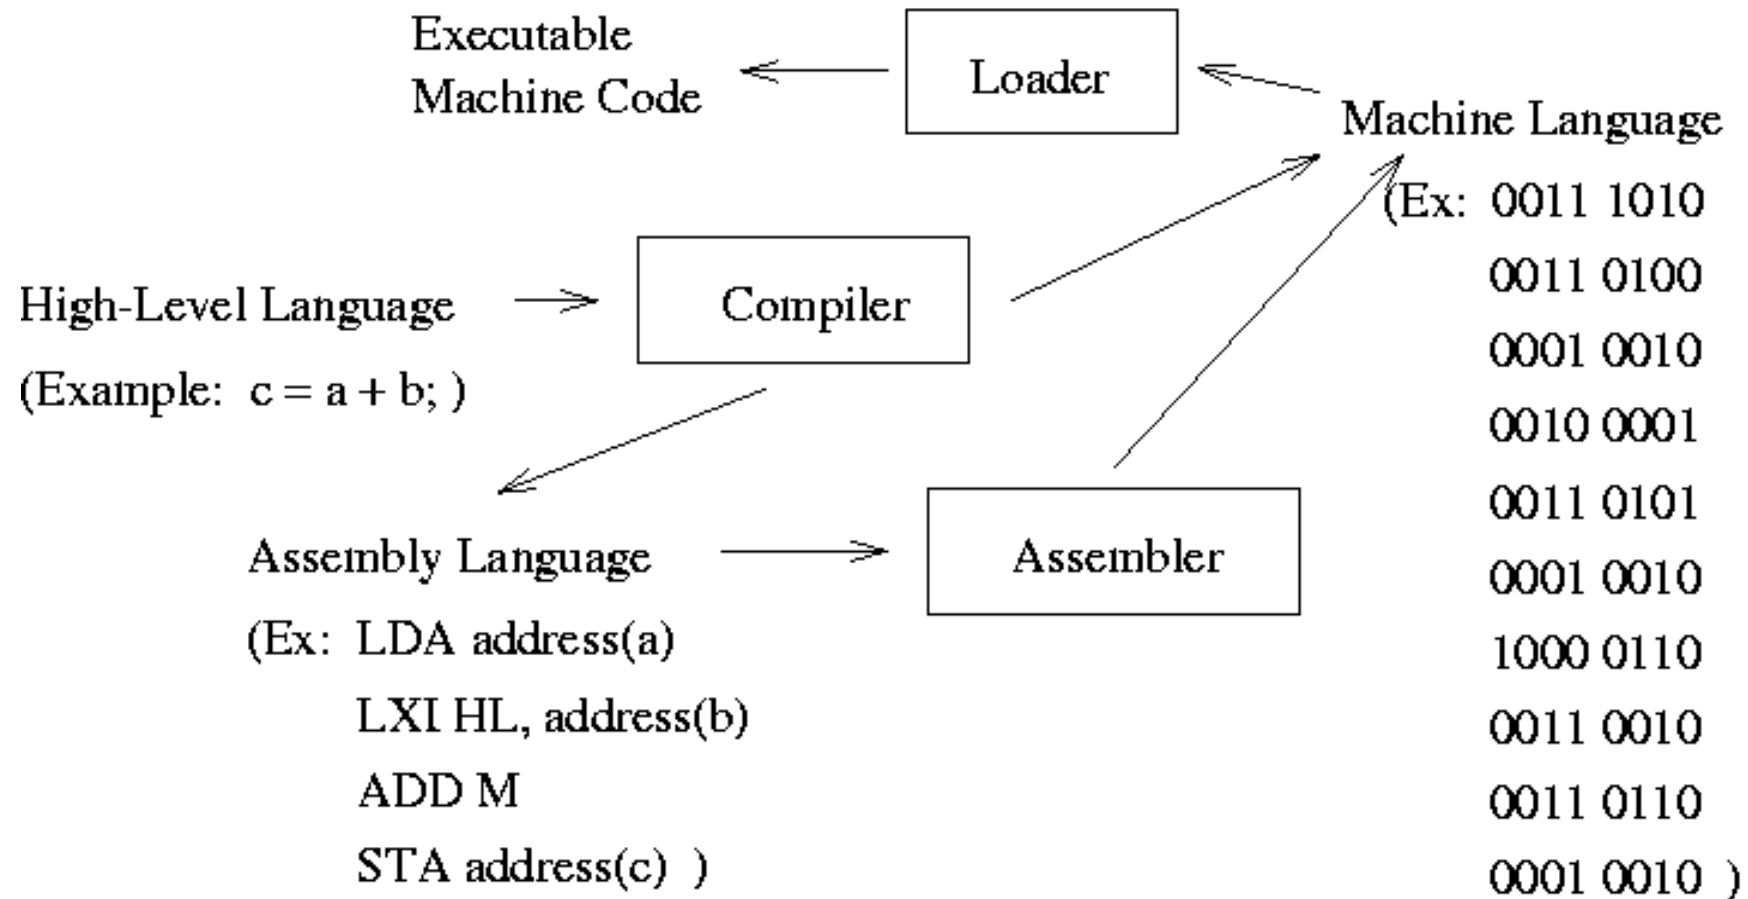 Executable
Machine Code
Loader
Machine Language
(Ex: 0011 1010
0011 0100
0001 0010
0010 0001
0011 0101
0001 0010
1000 0110
0011 0010
0011 0110
0001 0010 )
High-Level Language
(Example: c = a + b; )
Compiler
Assembly Language
(Ex: LDA address(a)
LXI HL, address(b)
ADD M
STA address(c) )
Assembler